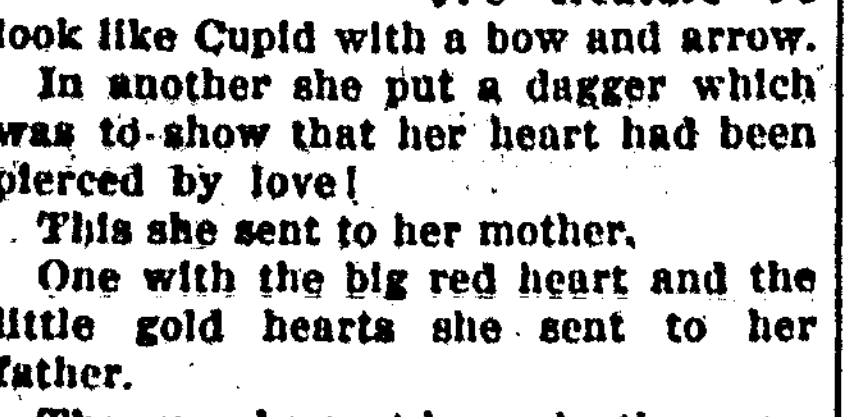 look like Cupid with a bow and arrow.
In another she put a dagger which
was to show that her heart had been
pierced by love!
This she sent to her mother.
One with the big red heart and the
little gold hearts she sent to her
father.